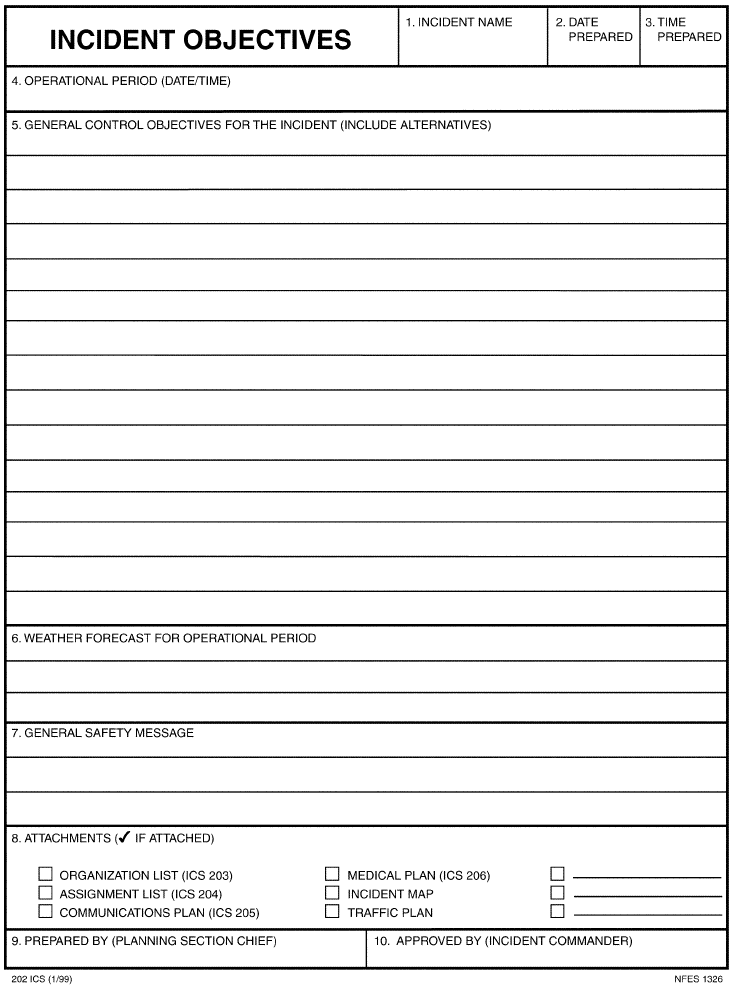 INCIDENT OBJECTIVES
1. INCIDENT NAME
2. DATE
PREPARED
3. TIME
PREPARED
4. OPERATIONAL PERIOD (DATE/TIME)
5. GENERAL CONTROL OBJECTIVES FOR THE INCIDENT (INCLUDE ALTERNATIVES)
6. WEATHER FORECAST FOR OPERATIONAL PERIOD
7. GENERAL SAFETY MESSAGE
8. ATTACHMENTS (✓ IF ATTACHED)
ORGANIZATION LIST (ICS 203)
ASSIGNMENT LIST (ICS 204)
COMMUNICATIONS PLAN (ICS 205)
MEDICAL PLAN (ICS 206)
INCIDENT MAP
TRAFFIC PLAN
9. PREPARED BY (PLANNING SECTION CHIEF)
10. APPROVED BY (INCIDENT COMMANDER)
202 ICS (1/99)
NFES 1326